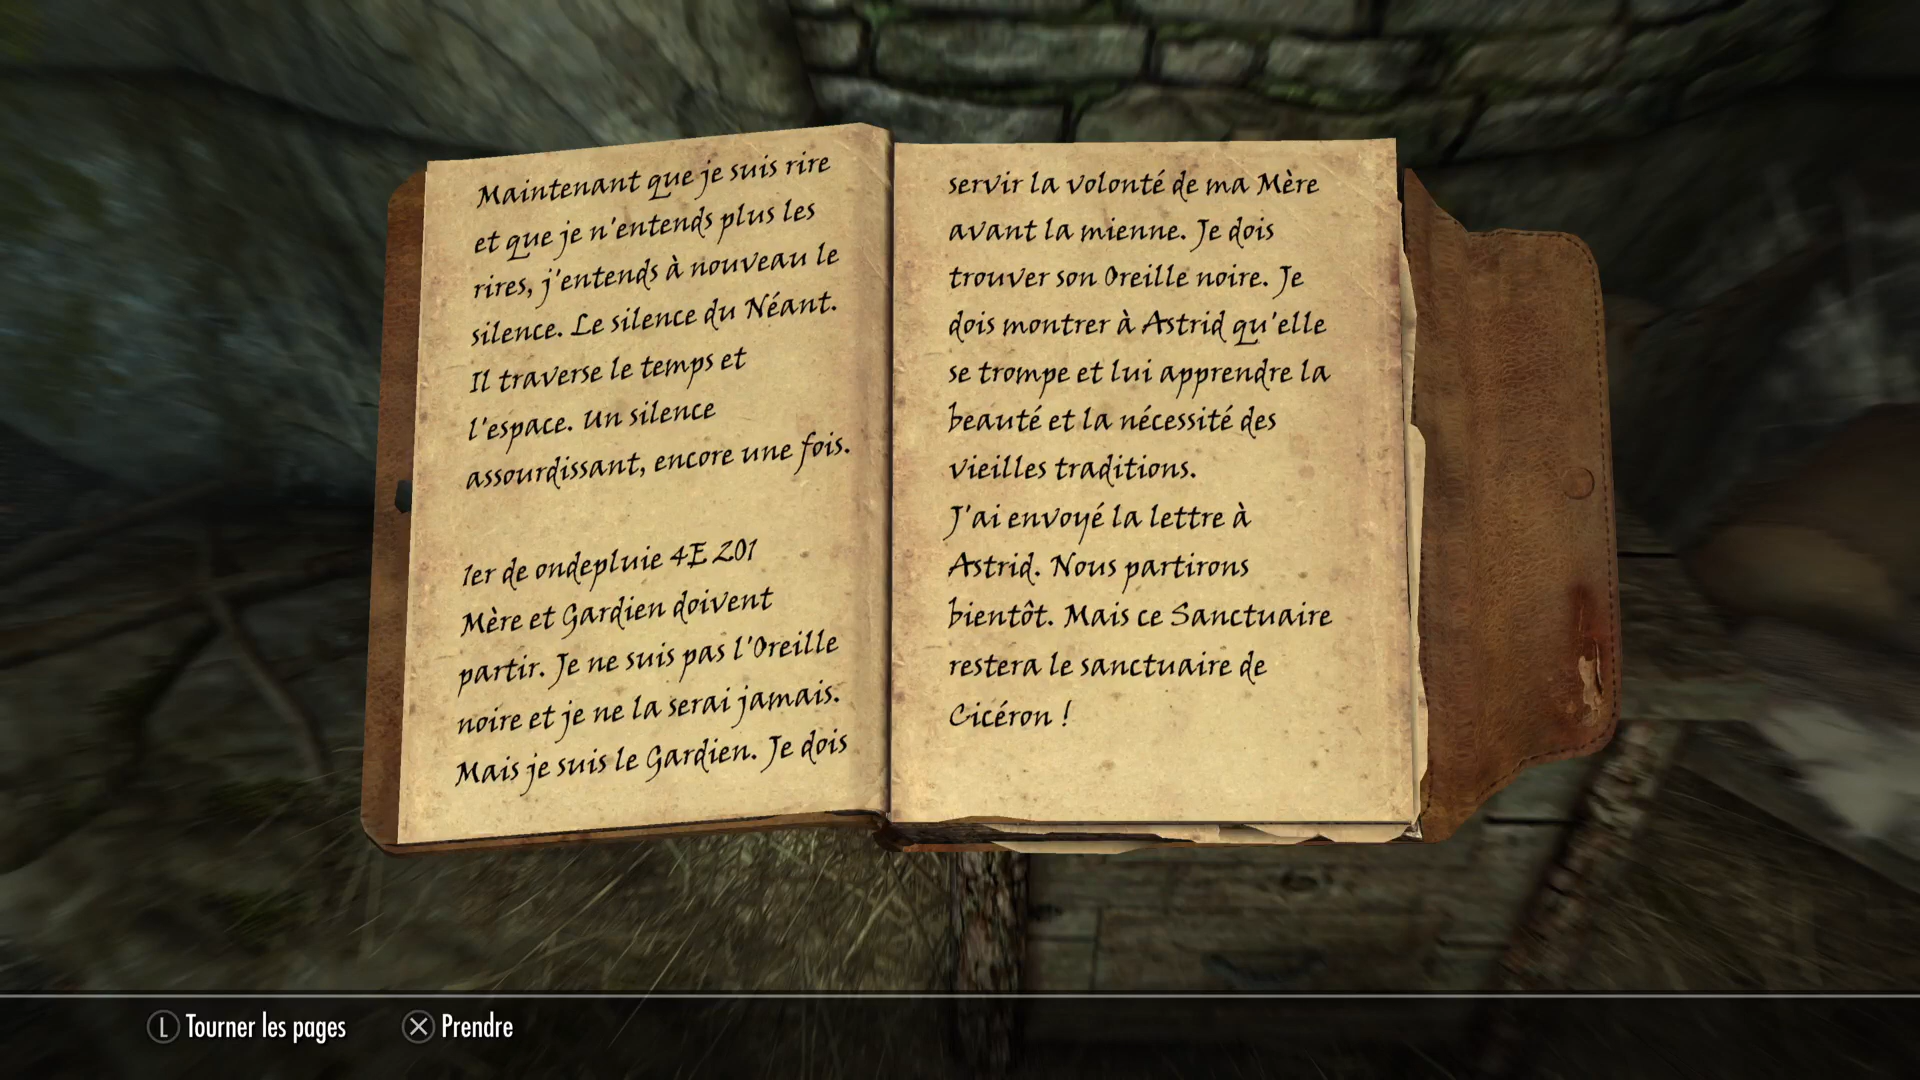 Maintenant que je suis rire
et que je n'entends plus les
rires, j'entends à nouveau le
silence. Le silence du Néant.
Il traverse le temps et
l'espace. Un silence
assourdissant, encore une fois.
1er de ondepluie 4E 201
Mère et Gardien doivent
partir. Je ne suis pas l'Oreille
noire et je ne la serai jamais.
Mais je suis le Gardien. Je dois
servir la volonté de ma Mère
avant la mienne. Je dois
trouver son Oreille noire. Je
dois montrer à Astrid qu'elle
se trompe et lui apprendre la
beauté et la nécessité des
vieilles traditions.
J'ai envoyé la lettre à
Astrid. Nous partirons
bientôt. Mais ce Sanctuaire
restera le sanctuaire de
Cicéron !
L Tourner les pages
X Prendre